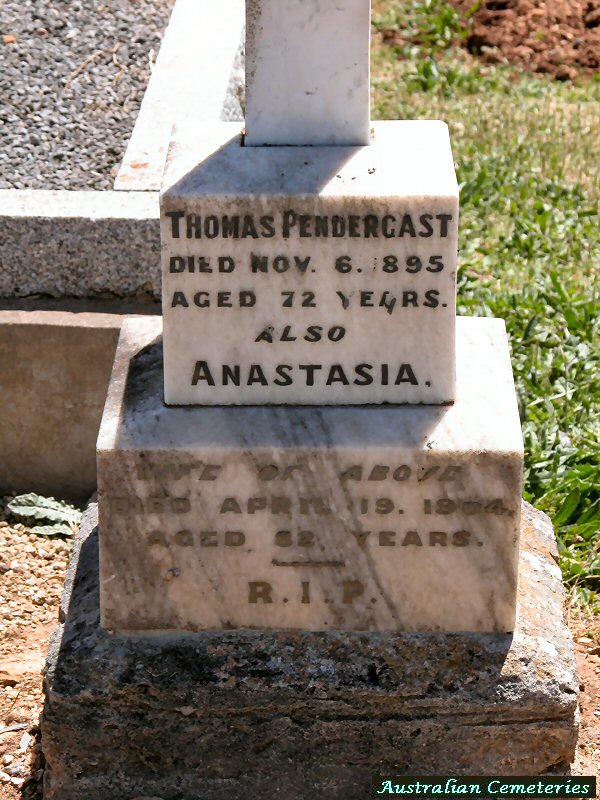 THOMAS PENDERGAST
DIED NOV. 6. 1895
AGED 72 YEARS.
ALSO
ANASTASIA.
WIFE OF ABOVE
DIED APRIL 19. 1904.
AGED 82 YEARS.
R.I.P.
Australian Cemeteries